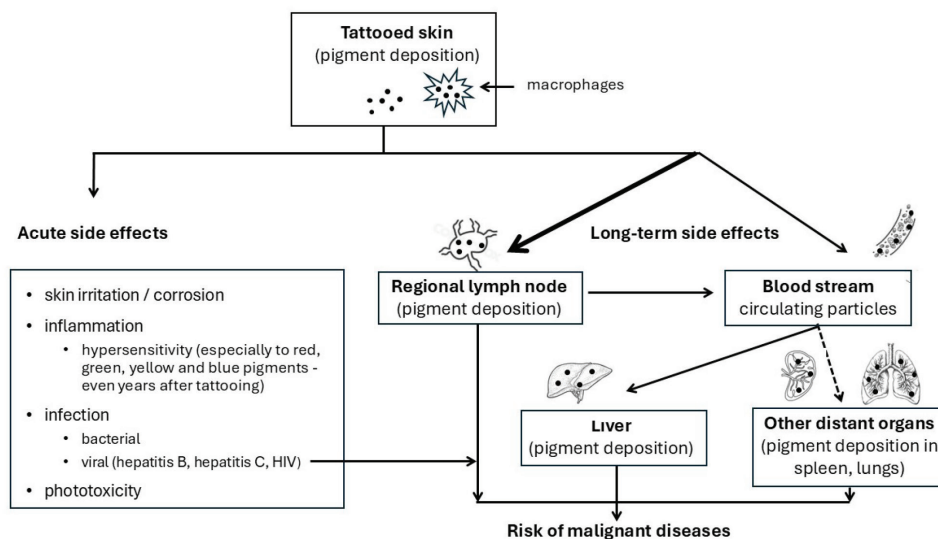 Tattooed skin
(pigment deposition)
macrophages
Acute side effects
Long-term side effects
• skin irritation / corrosion
• inflammation
• hypersensitivity (especially to red,
green, yellow and blue pigments -
even years after tattooing)
• infection
• bacterial
• viral (hepatitis B, hepatitis C, HIV)
• phototoxicity
Regional lymph node
(pigment deposition)
Blood stream
circulating particles
Liver
(pigment deposition)
Other distant organs
(pigment deposition in
spleen, lungs)
Risk of malignant diseases